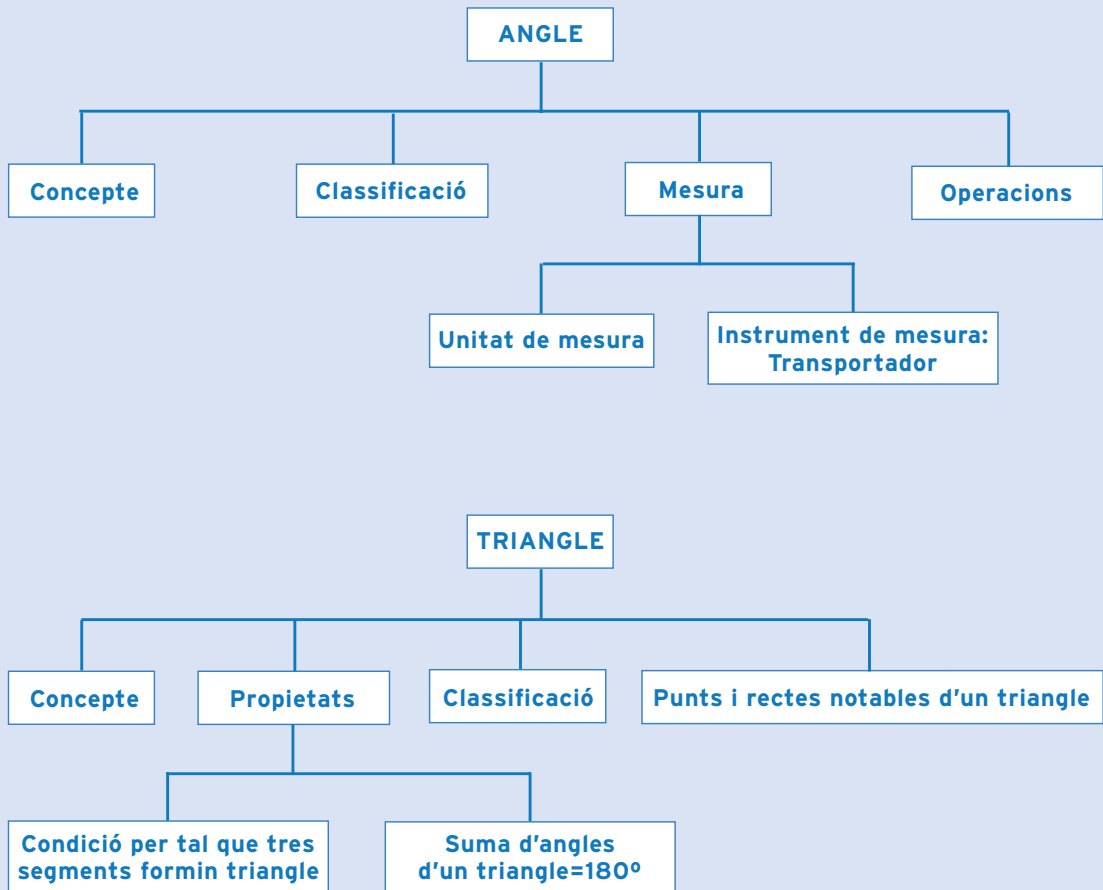 ANGLE
Concepte
Classificació
Mesura
Operacions
Unitat de mesura
Instrument de mesura:
Transportador
TRIANGLE
Concepte
Propietats
Classificació
Punts i rectes notables d'un triangle
Condició per tal que tres
segments formin triangle
Suma d'angles
d'un triangle=180º